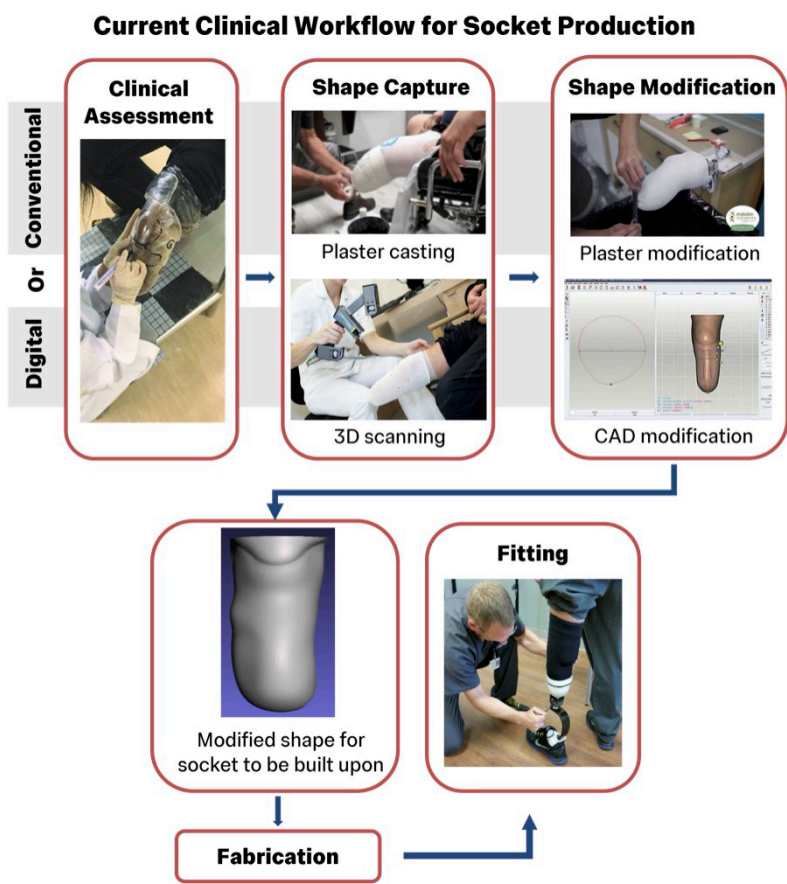 Current Clinical Workflow for Socket Production
Clinical
Assessment
Shape Capture
Shape Modification
Conventional
Or
Digital
Plaster casting
Plaster modification
3D scanning
CAD modification
Modified shape for
socket to be built upon
Fitting
Fabrication